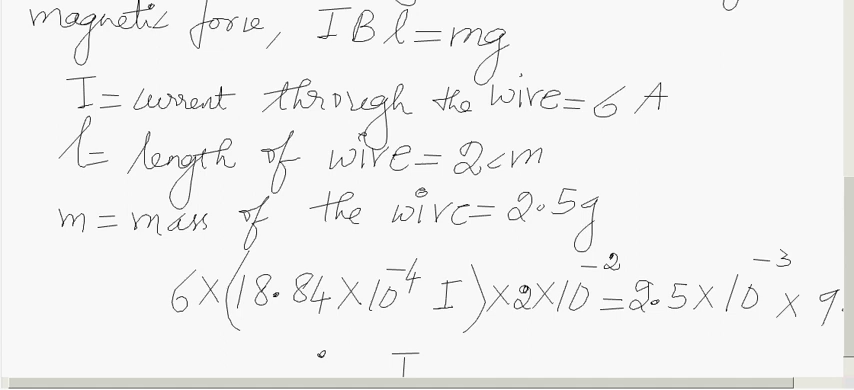 magnetic force, IBl=mg
I = current through the wire = 6 A
l = length of wire = 2cm
m = mass of the wire = 2.5g
6×(18.84×10⁻⁴ I)×2×10⁻²=2.5×10⁻³×9.
I